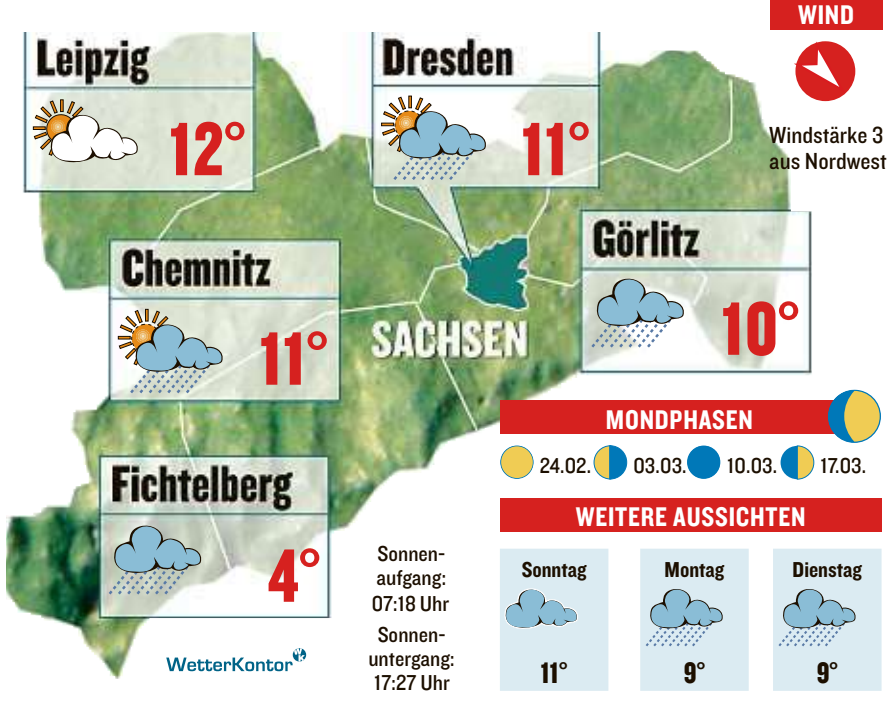 WIND
Windstärke 3
aus Nordwest
Leipzig
12°
Dresden
11°
Chemnitz
11°
Görlitz
10°
SACHSEN
Fichtelberg
4°
WetterKontor
Sonnen-
aufgang:
07:18 Uhr
Sonnen-
untergang:
17:27 Uhr
MONDPHASEN
24.02. 03.03. 10.03. 17.03.
WEITERE AUSSICHTEN
Sonntag Montag Dienstag
11° 9° 9°